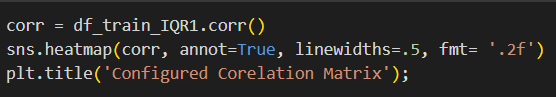 corr = df_train_IQR1.corr()
sns.heatmap(corr, annot=True, linewidths=.5, fmt= '.2f')
plt.title('Configured Corelation Matrix');